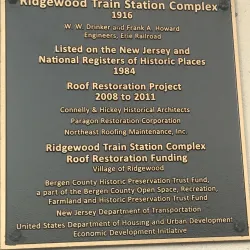 Ridgewood Train Station Complex
1916
W. W. Drinker and Frank A. Howard
Engineers, Erie Railroad
Listed on the New Jersey and
National Registers of Historic Places
1984
Roof Restoration Project
2008 to 2011
Connelly & Hickey Historical Architects
Paragon Restoration Corporation
Northeast Roofing Maintenance, Inc.
Ridgewood Train Station Complex
Roof Restoration Funding
Village of Ridgewood
Bergen County Historic Preservation Trust Fund,
a part of the Bergen County Open Space, Recreation,
Farmland and Historic Preservation Trust Fund
New Jersey Department of Transportation
United States Department of Housing and Urban Development
Economic Development Initiative